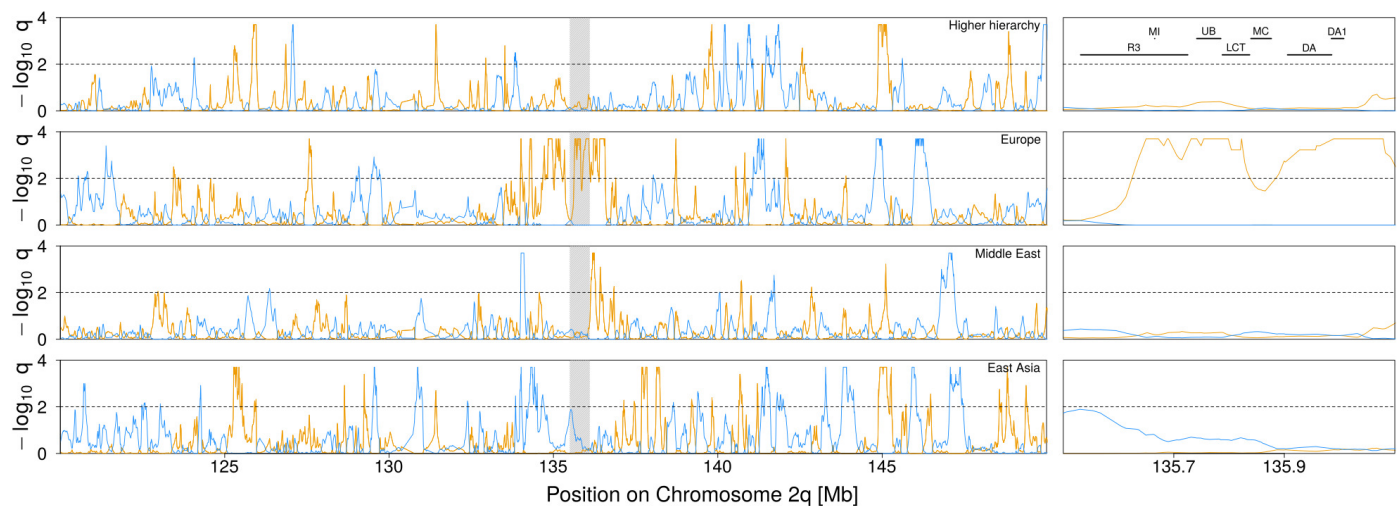 4 Higher hierarchy MI UB MC DA1
R3 LCT DA
− log10 q 2
0
4 Europe
− log10 q 2
0
4 Middle East
− log10 q 2
0
4 East Asia
− log10 q 2
0
125 130 135 140 145 135.7 135.9
Position on Chromosome 2q [Mb]